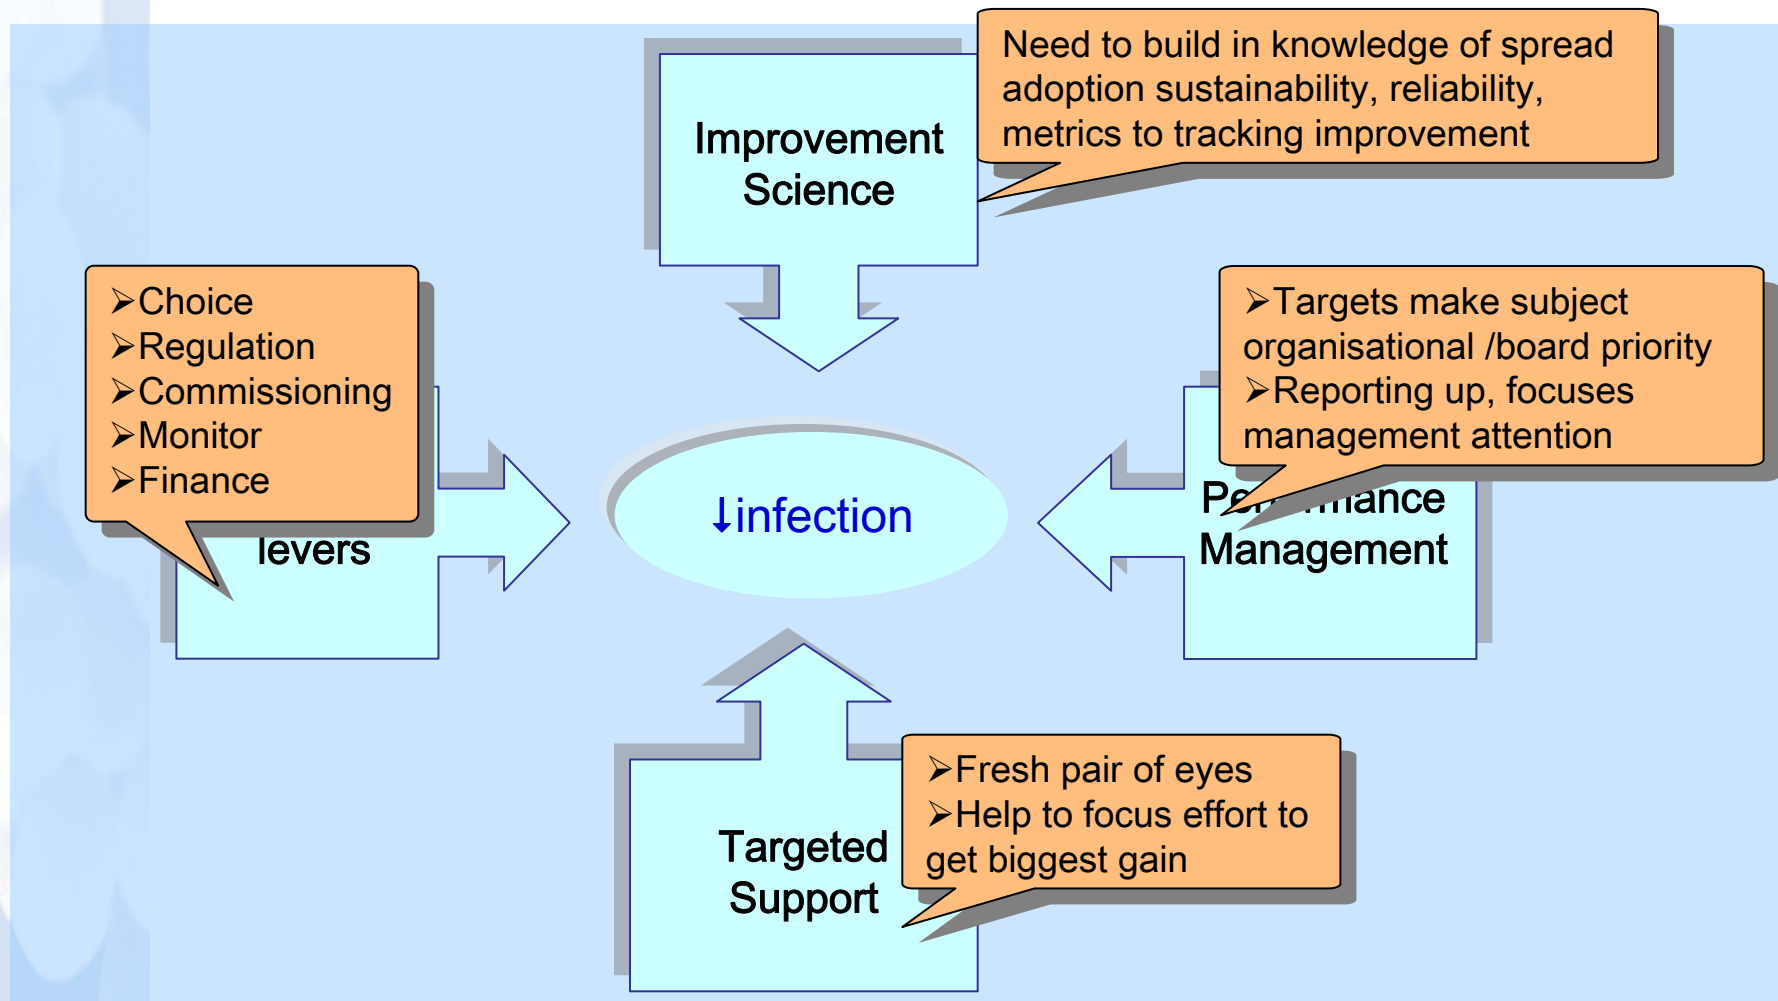 Need to build in knowledge of spread
adoption sustainability, reliability,
metrics to tracking improvement
Improvement
Science
➢Choice
➢Regulation
➢Commissioning
➢Monitor
➢Finance
levers
➢Targets make subject
organisational /board priority
➢Reporting up, focuses
management attention
Management
↓infection
➢Fresh pair of eyes
➢Help to focus effort to
get biggest gain
Targeted
Support